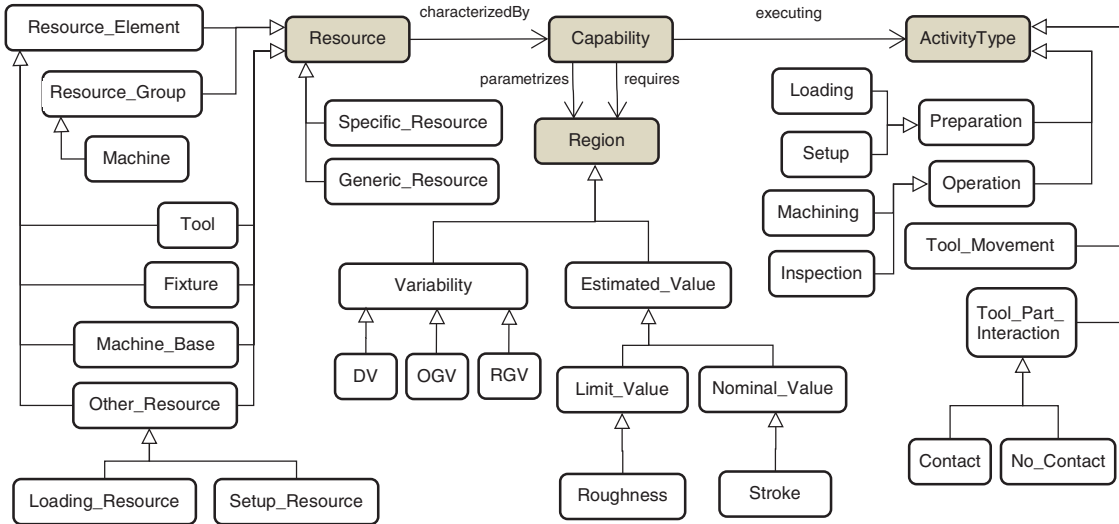 characterizedBy
executing
Resource_Element
Resource
Capability
ActivityType
parametrizes
requires
Resource_Group
Loading
Specific_Resource
Preparation
Region
Machine
Setup
Generic_Resource
Operation
Machining
Tool
Tool_Movement
Inspection
Fixture
Variability
Estimated_Value
Tool_Part_
Interaction
Machine_Base
DV
OGV
RGV
Limit_Value
Nominal_Value
Other_Resource
Contact
No_Contact
Loading_Resource
Setup_Resource
Roughness
Stroke